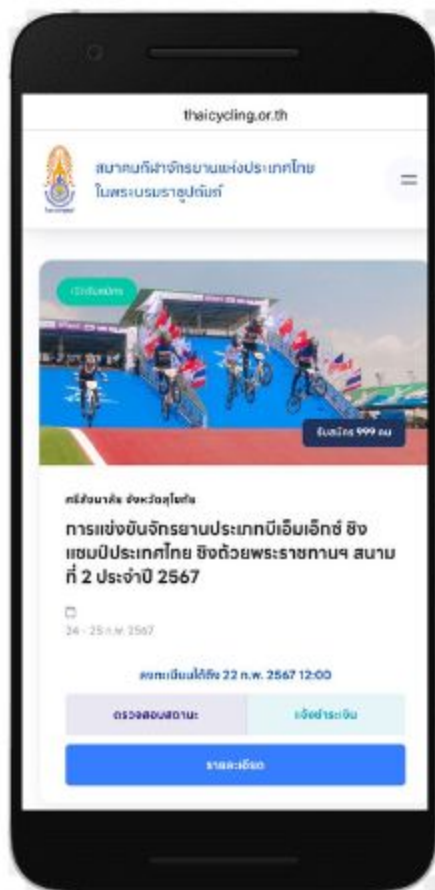 thaicycling.or.th
สมาคมกีฬาจักรยานแห่งประเทศไทย
ในพระบรมราชูปถัมภ์
เปิดรับสมัคร
รับสมัคร 999 คน
ศรีสัชนาลัย จังหวัดสุโขทัย
การแข่งขันจักรยานประเภทบีเอ็มเอ็กซ์ ชิง
แชมป์ประเทศไทย ชิงถ้วยพระราชทานฯ สนาม
ที่ 2 ประจำปี 2567
24 - 25 ก.พ. 2567
ลงทะเบียนได้ถึง 22 ก.พ. 2567 12:00
ตรวจสอบสถานะ
แจ้งชำระเงิน
รายละเอียด